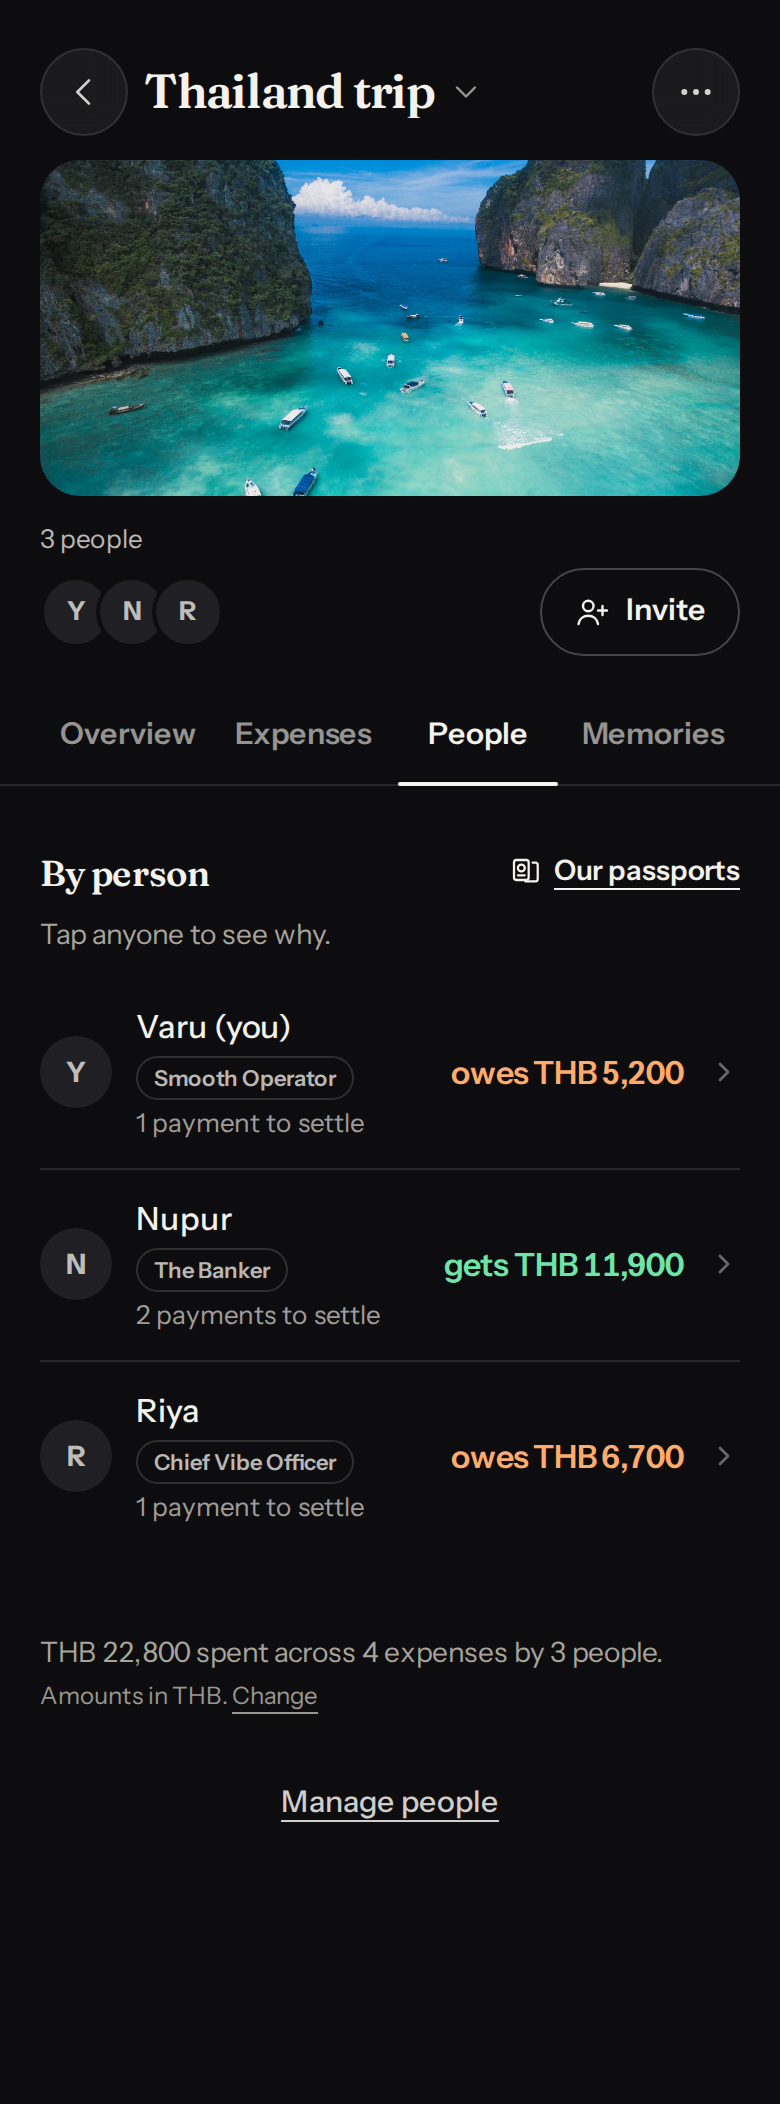 Thailand trip
3 people
Y N R
Invite
Overview Expenses People Memories
By person
Our passports
Tap anyone to see why.
Varu (you)
Y
Smooth Operator
owes THB 5,200
1 payment to settle
Nupur
N
The Banker
gets THB 11,900
2 payments to settle
Riya
R
Chief Vibe Officer
owes THB 6,700
1 payment to settle
THB 22,800 spent across 4 expenses by 3 people.
Amounts in THB. Change
Manage people